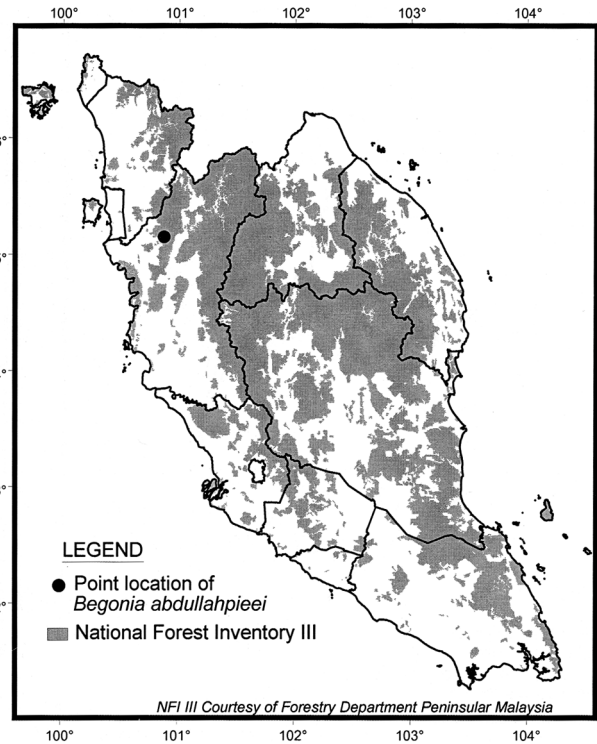 100° 101° 102° 103° 104°
LEGEND
Point location of
Begonia abdullahpieei
National Forest Inventory III
NFI III Courtesy of Forestry Department Peninsular Malaysia
100° 101° 102° 103° 104°